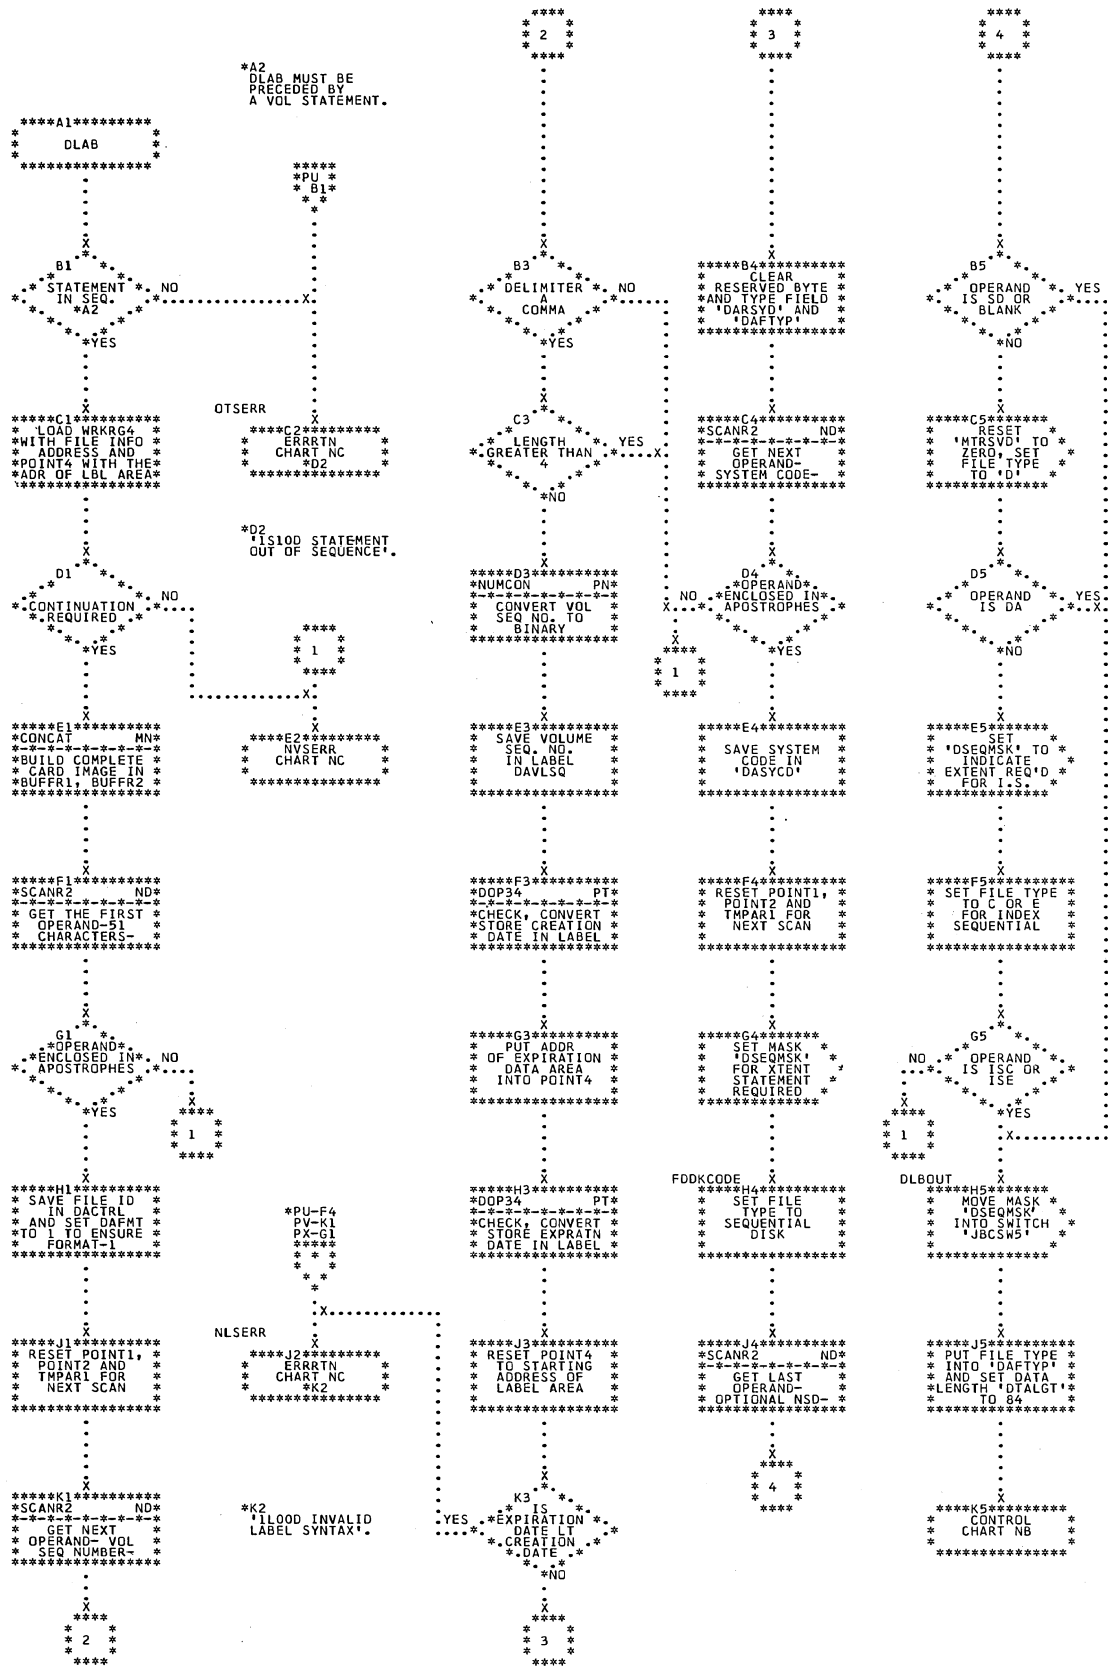 *A2
DLAB MUST BE
PRECEDED BY
A VOL STATEMENT.
A1
DLAB
PU
B1
B1
STATEMENT
IN SEQ.
*A2
NO
YES
C1
LOAD WRKRG4
WITH FILE INFO
ADDRESS AND
POINT4 WITH THE
ADR OF LBL AREA
OTSERR
C2
ERRRTN
CHART NC
*D2
*D2
'1S10D STATEMENT
OUT OF SEQUENCE'.
D1
CONTINUATION
REQUIRED
NO
YES
1
E1
CONCAT MN
BUILD COMPLETE
CARD IMAGE IN
BUFFR1, BUFFR2
E2
NVSERR
CHART NC
F1
SCANR2 ND
GET THE FIRST
OPERAND-51
CHARACTERS-
G1
OPERAND
ENCLOSED IN
APOSTROPHES
NO
YES
1
H1
SAVE FILE ID
IN DACTRL
AND SET DAFMT
TO 1 TO ENSURE
FORMAT-1
*PU-F4
PV-K1
PX-G1
J1
RESET POINT1,
POINT2 AND
TMPAR1 FOR
NEXT SCAN
NLSERR
J2
ERRRTN
CHART NC
*K2
K1
SCANR2 ND
GET NEXT
OPERAND- VOL
SEQ NUMBER-
*K2
'1L00D INVALID
LABEL SYNTAX'.
2
2
B3
DELIMITER
A
COMMA
NO
YES
C3
LENGTH
GREATER THAN
4
YES
NO
D3
NUMCON PN
CONVERT VOL
SEQ NO. TO
BINARY
E3
SAVE VOLUME
SEQ. NO.
IN LABEL
DAVLSQ
F3
DOP34 PT
CHECK, CONVERT
STORE CREATION
DATE IN LABEL
G3
PUT ADDR
OF EXPIRATION
DATA AREA
INTO POINT4
H3
DOP34 PT
CHECK, CONVERT
STORE EXPRATN
DATE IN LABEL
J3
RESET POINT4
TO STARTING
ADDRESS OF
LABEL AREA
K3
IS
EXPIRATION
DATE LT
CREATION
DATE
YES
NO
3
3
B4
CLEAR
RESERVED BYTE
AND TYPE FIELD
'DARSYD' AND
'DAFTYP'
C4
SCANR2 ND
GET NEXT
OPERAND-
SYSTEM CODE-
D4
OPERAND
ENCLOSED IN
APOSTROPHES
NO
YES
1
E4
SAVE SYSTEM
CODE IN
'DASYCD'
F4
RESET POINT1,
POINT2 AND
TMPAR1 FOR
NEXT SCAN
G4
SET MASK
'DSEQMSK'
FOR XTENT
STATEMENT
REQUIRED
FDDKCODE
H4
SET FILE
TYPE TO
SEQUENTIAL
DISK
J4
SCANR2 ND
GET LAST
OPERAND-
OPTIONAL NSD-
4
4
B5
OPERAND
IS SD OR
BLANK
YES
NO
C5
RESET
'MTRSVD' TO
ZERO, SET
FILE TYPE
TO 'D'
D5
OPERAND
IS DA
YES
NO
E5
SET
'DSEQMSK' TO
INDICATE
EXTENT REQ'D
FOR I.S.
F5
SET FILE TYPE
TO C OR E
FOR INDEX
SEQUENTIAL
G5
OPERAND
IS ISC OR
ISE
NO
YES
1
DLBOUT
H5
MOVE MASK
'DSEQMSK'
INTO SWITCH
'JBCSW5'
J5
PUT FILE TYPE
INTO 'DAFTYP'
AND SET DATA
LENGTH 'DTALGT'
TO 84
K5
CONTROL
CHART NB